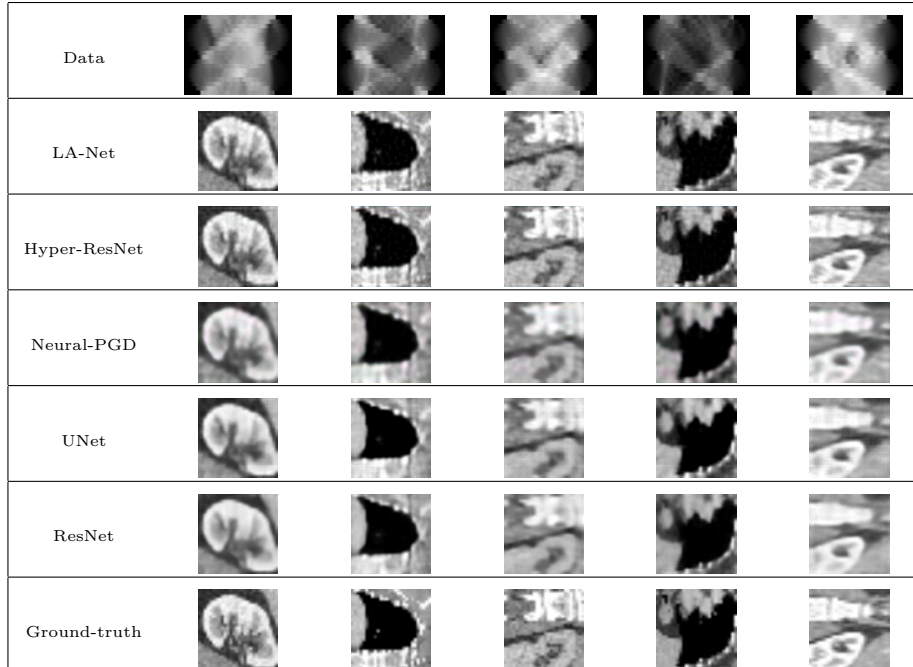 Data
LA-Net
Hyper-ResNet
Neural-PGD
UNet
ResNet
Ground-truth